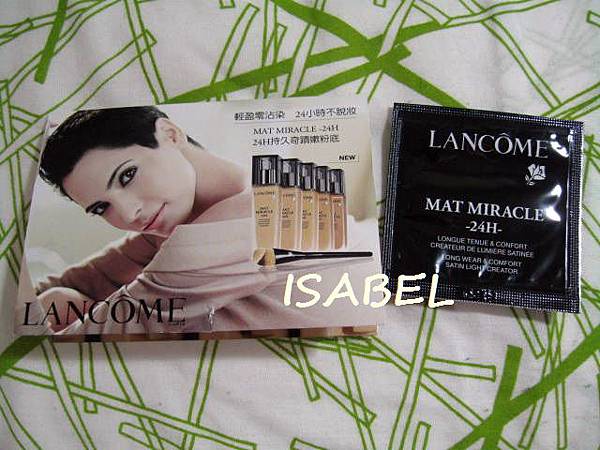 輕盈零沾染 24小時不脫妝
MAT MIRACLE -24H
24H持久奇蹟嫩粉底
NEW
LANCÔME
ISABEL
LANCÔME
MAT MIRACLE
-24H-
LONGUE TENUE & CONFORT
CRÉATEUR DE LUMIÈRE SATINÉE
LONG WEAR & COMFORT
SATIN LIGHT CREATOR